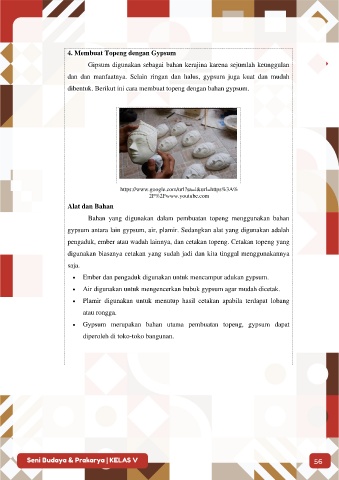 4. Membuat Topeng dengan Gypsum
Gipsum digunakan sebagai bahan kerajina karena sejumlah keunggulan
dan dan manfaatnya. Selain ringan dan halus, gypsum juga kuat dan mudah
dibentuk. Berikut ini cara membuat topeng dengan bahan gypsum.
https://www.google.com/url?sa=i&url=https%3A%
2F%2Fwww.youtube.com
Alat dan Bahan
Bahan yang digunakan dalam pembuatan topeng menggunakan bahan
gypsum antara lain gypsum, air, plamir. Sedangkan alat yang digunakan adalah
pengaduk, ember atau wadah lainnya, dan cetakan topeng. Cetakan topeng yang
digunakan biasanya cetakan yang sudah jadi dan kita tinggal menggunakannya
saja.
• Ember dan pengaduk digunakan untuk mencampur adukan gypsum.
• Air digunakan untuk mengencerkan bubuk gypsum agar mudah dicetak.
• Plamir digunakan untuk menutup hasil cetakan apabila terdapat lobang
atau rongga.
• Gypsum merupakan bahan utama pembuatan topeng, gypsum dapat
diperoleh di toko-toko bangunan.
Seni Budaya & Prakarya | KELAS V
56